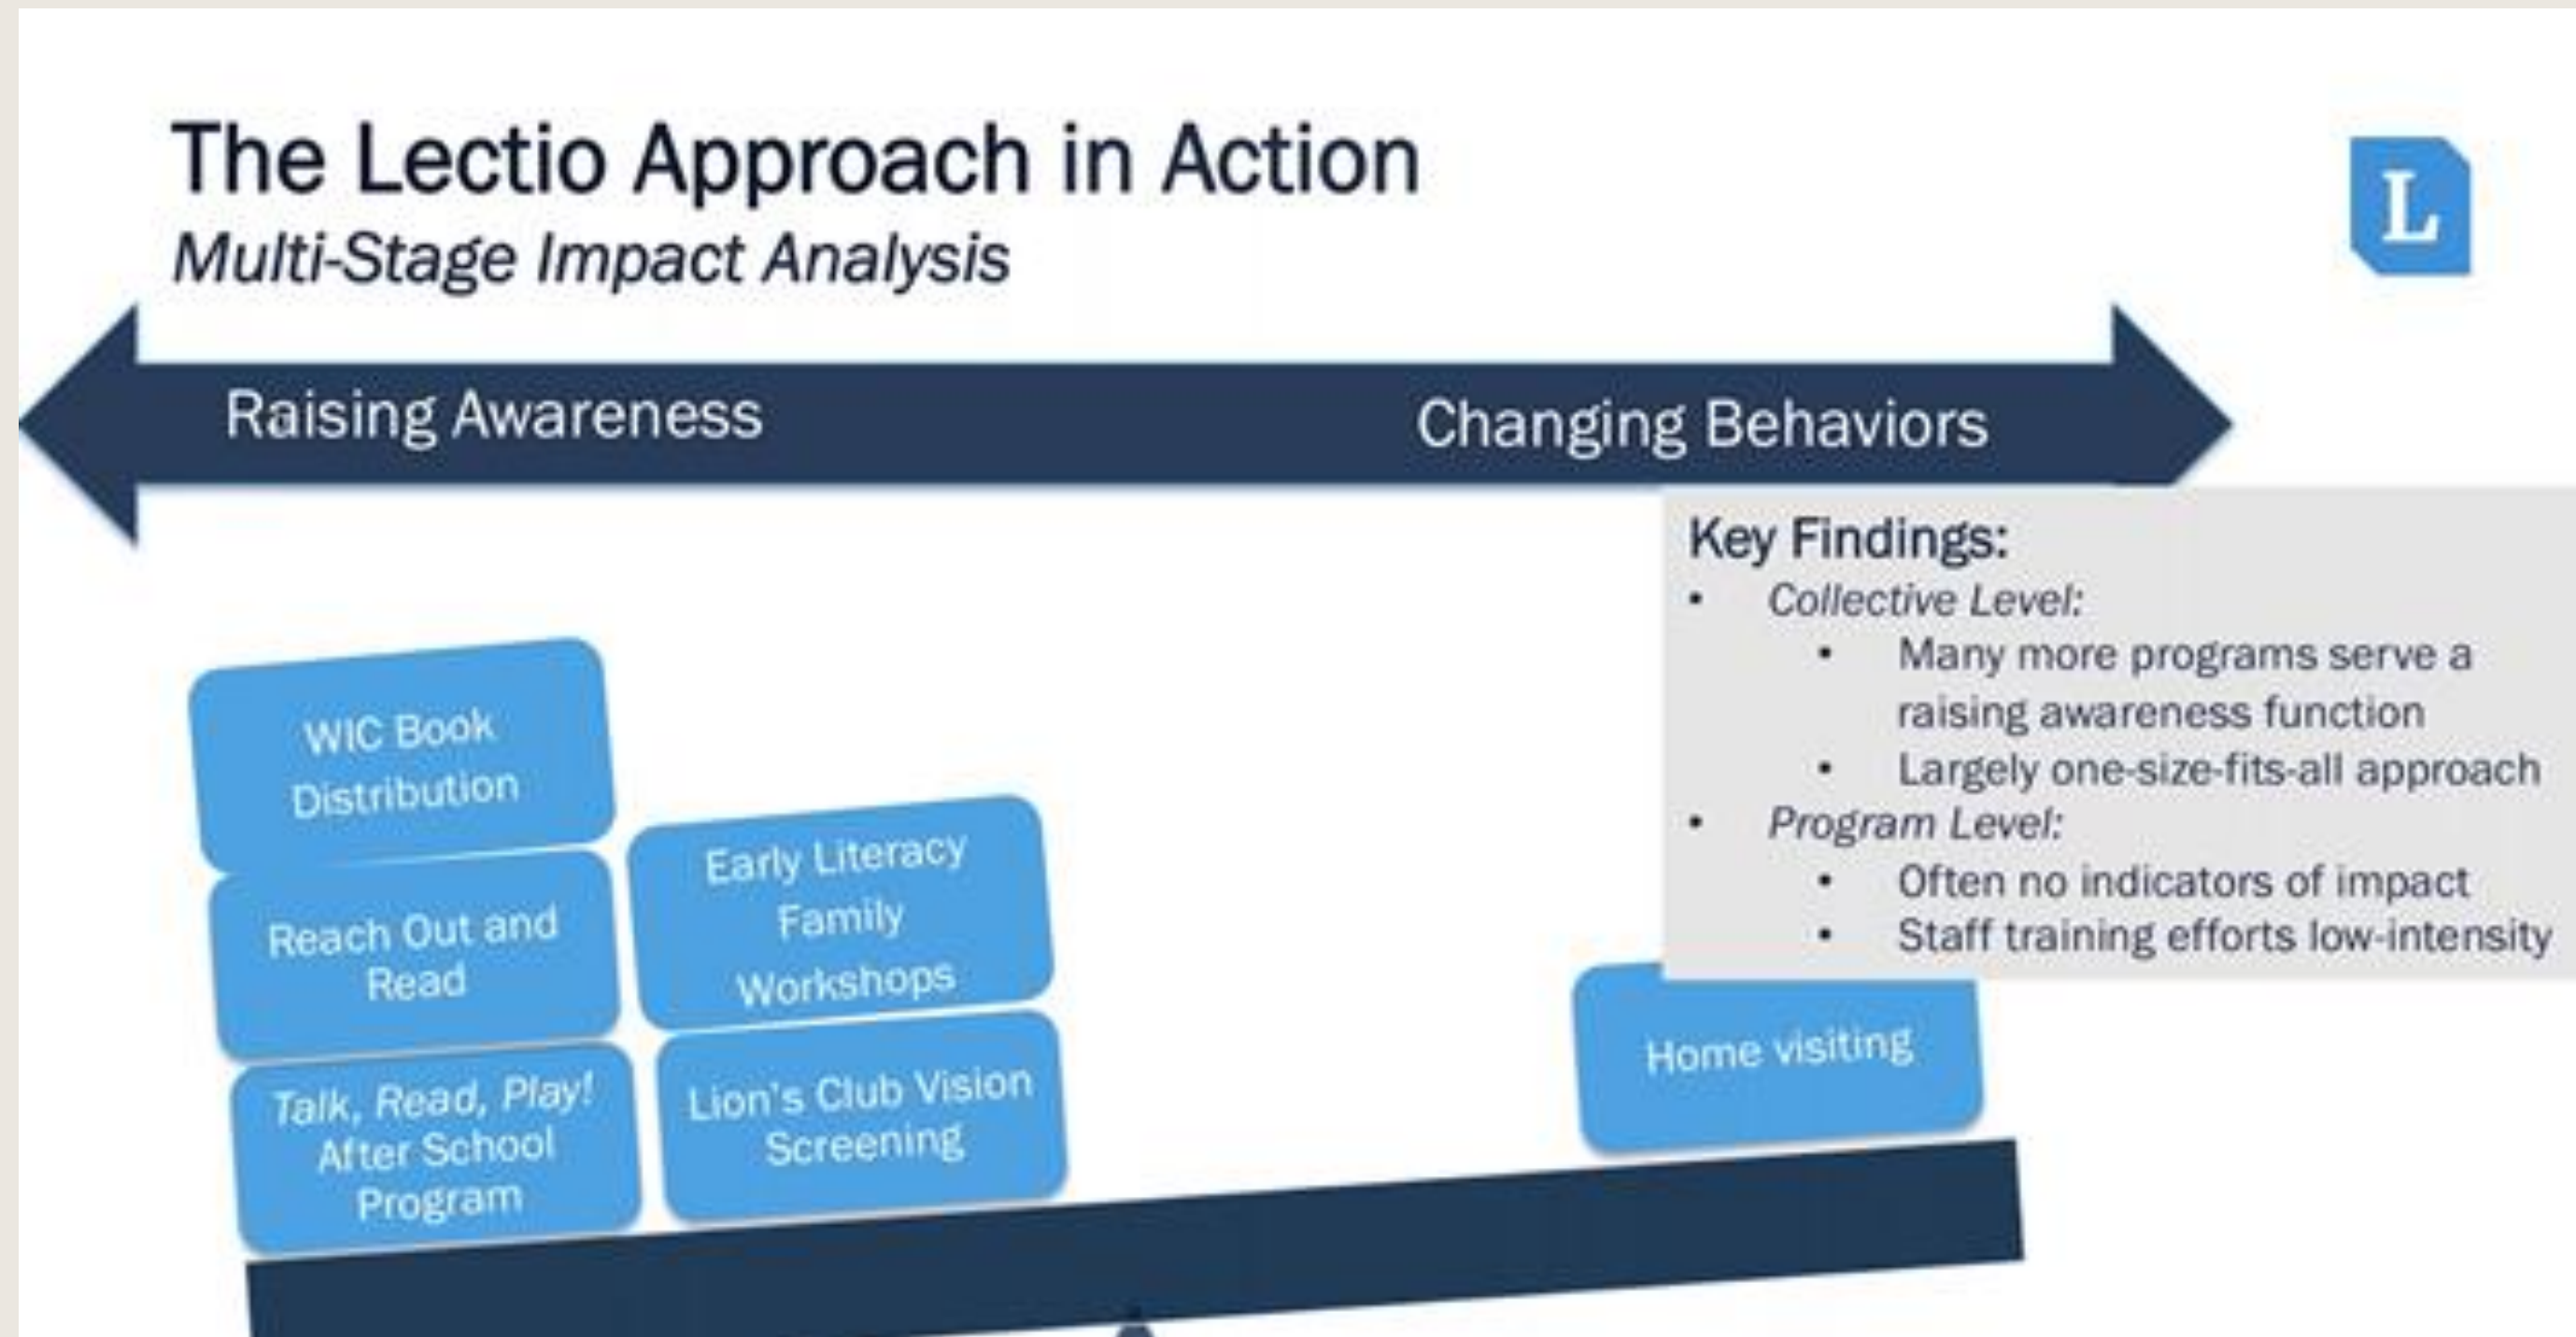 The Lectio Approach in Action
Multi-Stage Impact Analysis
L
Raising Awareness
Changing Behaviors
Key Findings:
• Collective Level:
• Many more programs serve a
raising awareness function
• Largely one-size-fits-all approach
• Program Level:
• Often no indicators of impact
• Staff training efforts low-intensity
WIC Book
Distribution
Reach Out and
Read
Talk, Read, Play!
After School
Program
Early Literacy
Family
Workshops
Lion's Club Vision
Screening
Home visiting